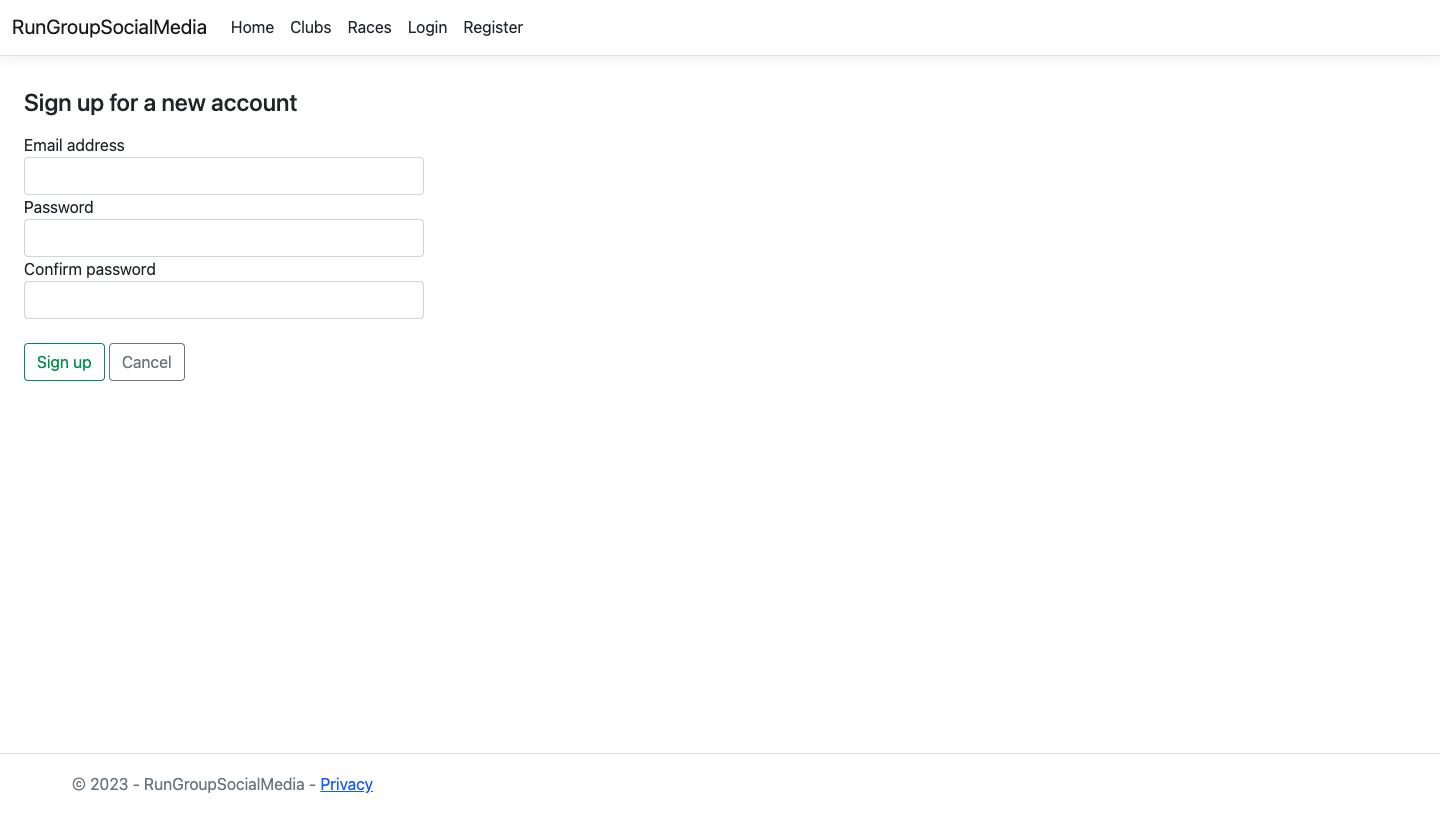 RunGroupSocialMedia Home Clubs Races Login Register
Sign up for a new account
Email address
Password
Confirm password
Sign up Cancel
© 2023 - RunGroupSocialMedia - Privacy